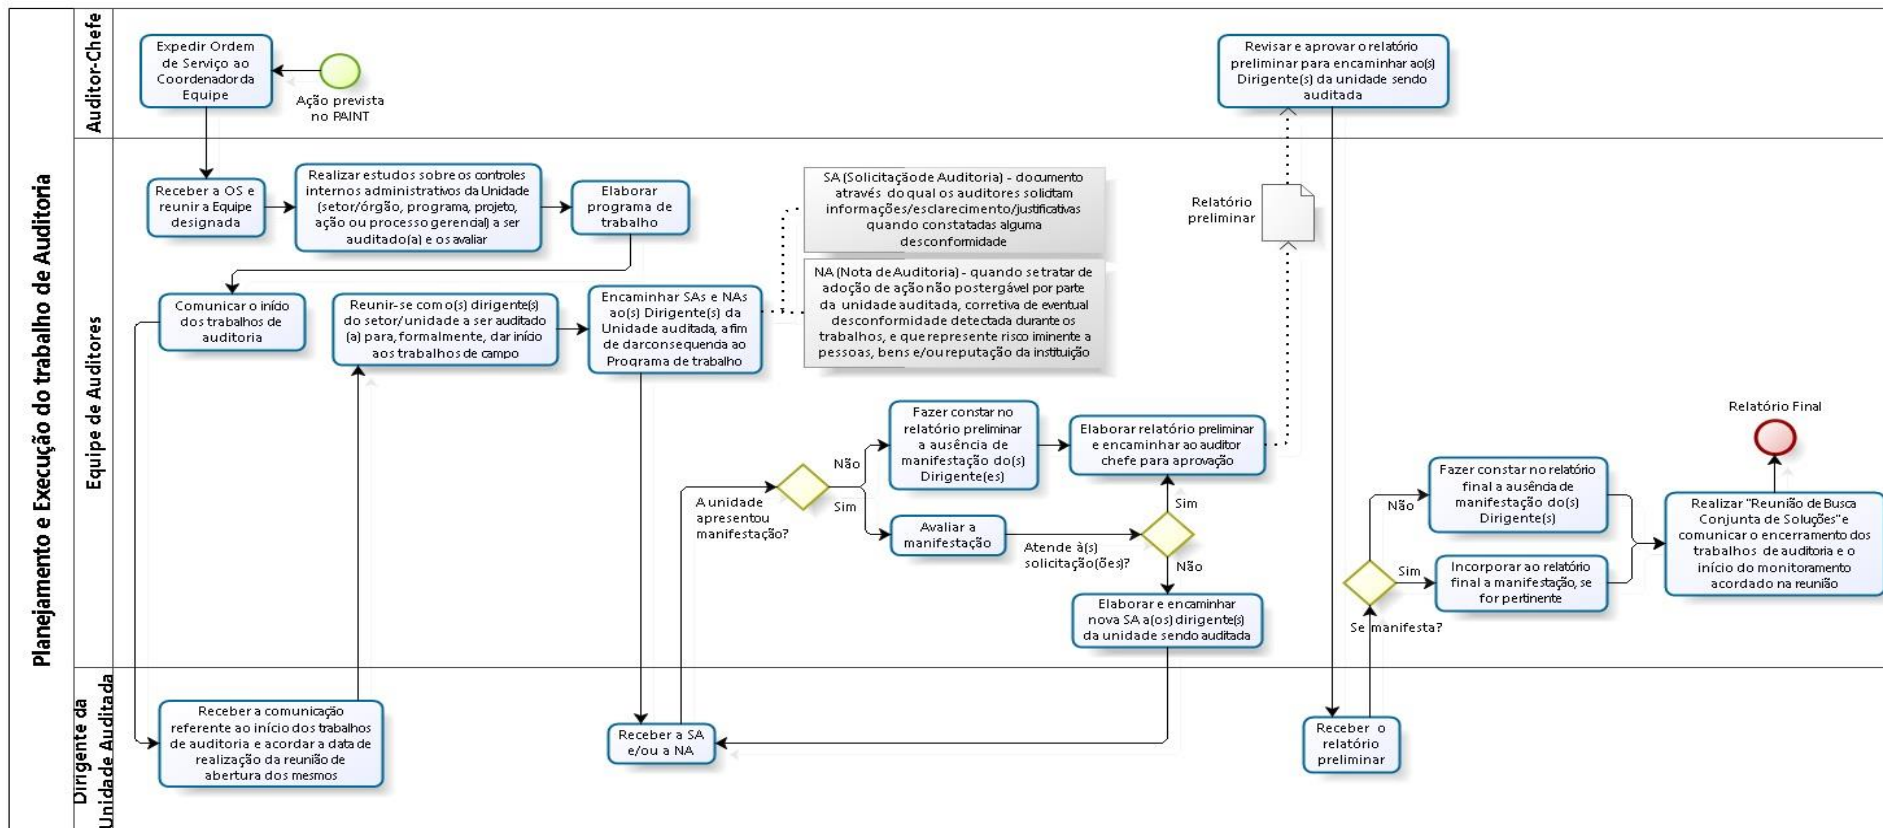 Planejamento e Execução do trabalho de Auditoria
Auditor-Chefe
Expedir Ordem
de Serviço ao
Coordenador da
Equipe
Ação prevista
no PAINT
Revisar e aprovar o relatório
preliminar para encaminhar ao(s)
Dirigente(s) da unidade sendo
auditada
Equipe de Auditores
Receber a OS e
reunir a Equipe
designada
Realizar estudos sobre os controles
internos administrativos da Unidade
(setor/órgão, programa, projeto,
ação ou processo gerencial) a ser
auditado(a) e os avaliar
Elaborar
programa de
trabalho
SA (Solicitação de Auditoria) - documento
através do qual os auditores solicitam
informações/esclarecimento/justificativas
quando constatadas alguma
desconformidade
Relatório
preliminar
Comunicar o início
dos trabalhos de
auditoria
Reunir-se com o(s) dirigente(s)
do setor/unidade a ser auditado
(a) para, formalmente, dar início
aos trabalhos de campo
Encaminhar SAs e NAs
ao(s) Dirigente(s) da
Unidade auditada, a fim
de dar consequencia ao
Programa de trabalho
NA (Nota de Auditoria) - quando se tratar de
adoção de ação não postergável por parte
da unidade auditada, corretiva de eventual
desconformidade detectada durante os
trabalhos, e que represente risco iminente a
pessoas, bens e/ou reputação da instituição
A unidade
apresentou
manifestação?
Não
Sim
Fazer constar no
relatório preliminar
a ausência de
manifestação do(s)
Dirigente(es)
Elaborar relatório preliminar
e encaminhar ao auditor
chefe para aprovação
Avaliar a
manifestação
Atende à(s)
solicitação(ões)?
Sim
Não
Elaborar e encaminhar
nova SA a(os) dirigente(s)
da unidade sendo auditada
Se manifesta?
Não
Sim
Fazer constar no relatório
final a ausência de
manifestação do(s)
Dirigente(s)
Incorporar ao relatório
final a manifestação, se
for pertinente
Relatório Final
Realizar "Reunião de Busca
Conjunta de Soluções" e
comunicar o encerramento dos
trabalhos de auditoria e o
início do monitoramento
acordado na reunião
Dirigente da
Unidade Auditada
Receber a comunicação
referente ao início dos trabalhos
de auditoria e acordar a data de
realização da reunião de
abertura dos mesmos
Receber a SA
e/ou a NA
Receber o
relatório
preliminar